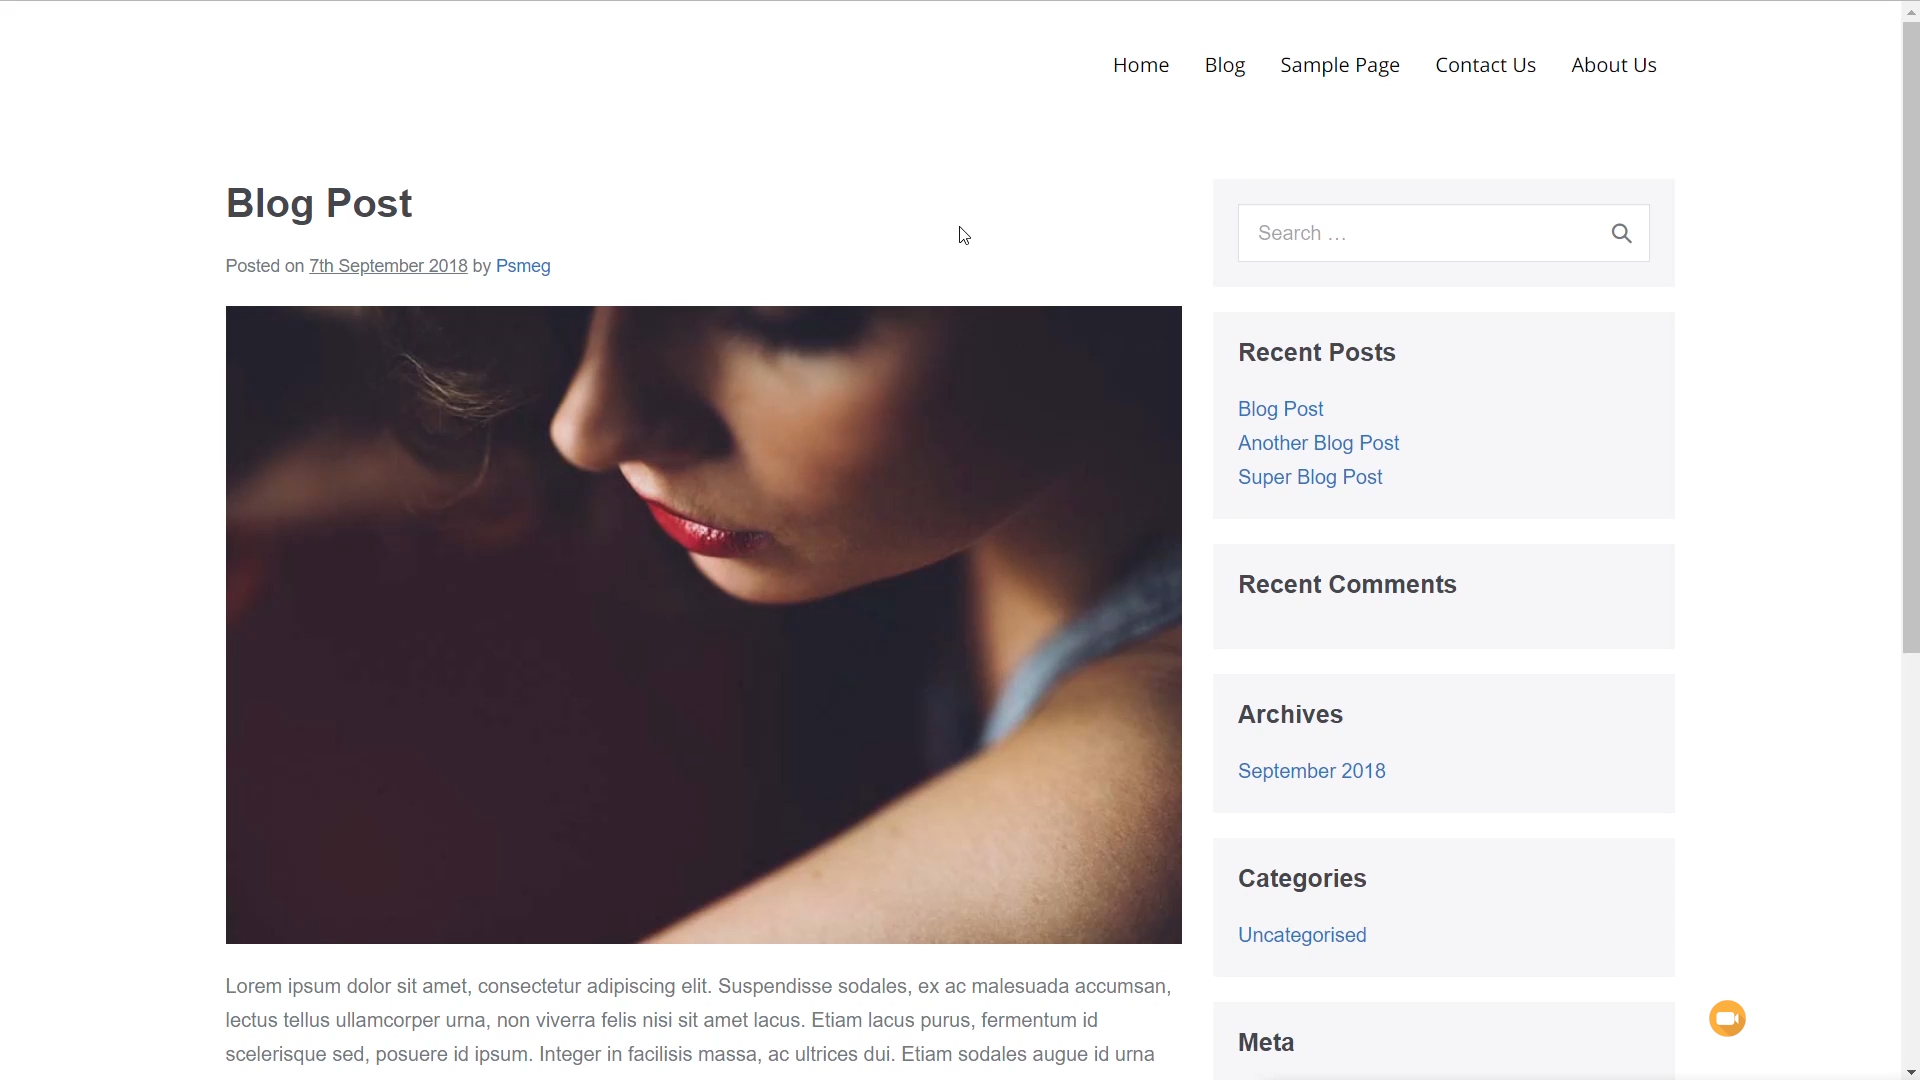 Home Blog Sample Page Contact Us About Us
Blog Post
Posted on 7th September 2018 by Psmeg
Lorem ipsum dolor sit amet, consectetur adipiscing elit. Suspendisse sodales, ex ac malesuada accumsan,
lectus tellus ullamcorper urna, non viverra felis nisi sit amet lacus. Etiam lacus purus, fermentum id
scelerisque sed, posuere id ipsum. Integer in facilisis massa, ac ultrices dui. Etiam sodales augue id urna
Search …
Recent Posts
Blog Post
Another Blog Post
Super Blog Post
Recent Comments
Archives
September 2018
Categories
Uncategorised
Meta